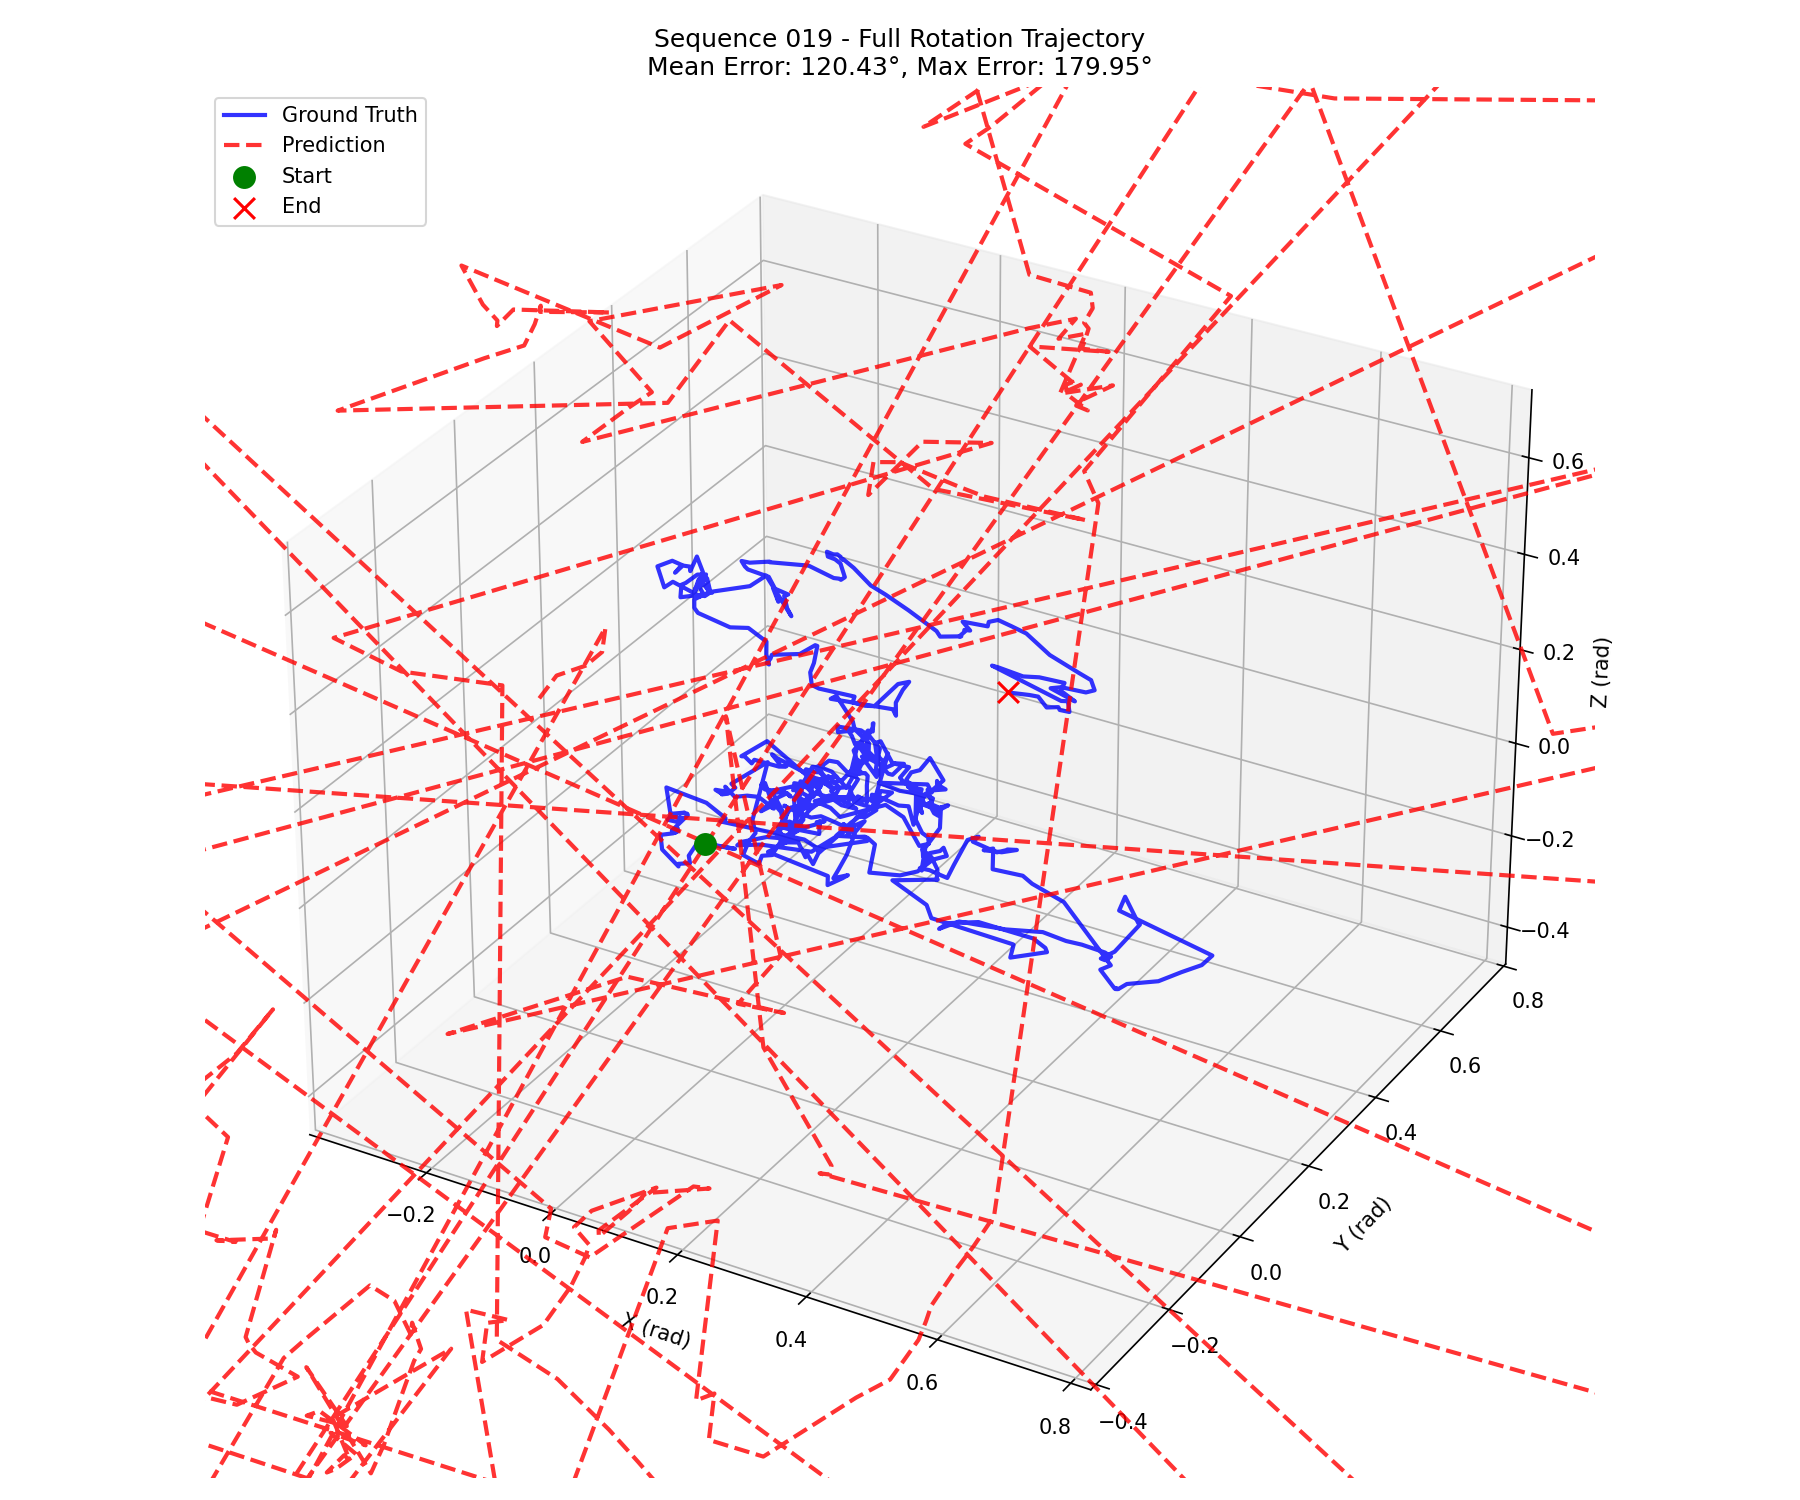 Sequence 019 - Full Rotation Trajectory
Mean Error: 120.43°, Max Error: 179.95°
Ground Truth
Prediction
Start
End
0.6
0.4
0.2
0.0
−0.2
−0.4
Z (rad)
0.8
0.6
0.4
0.2
0.0
−0.2
−0.4
Y (rad)
−0.2
0.0
0.2
0.4
0.6
0.8
X (rad)